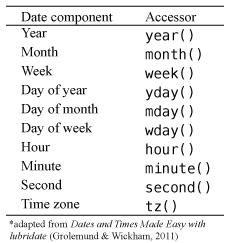 Date component Accessor
Year year()
Month month()
Week week()
Day of year yday()
Day of month mday()
Day of week wday()
Hour hour()
Minute minute()
Second second()
Time zone tz()
*adapted from Dates and Times Made Easy with
lubridate (Grolemund & Wickham, 2011)